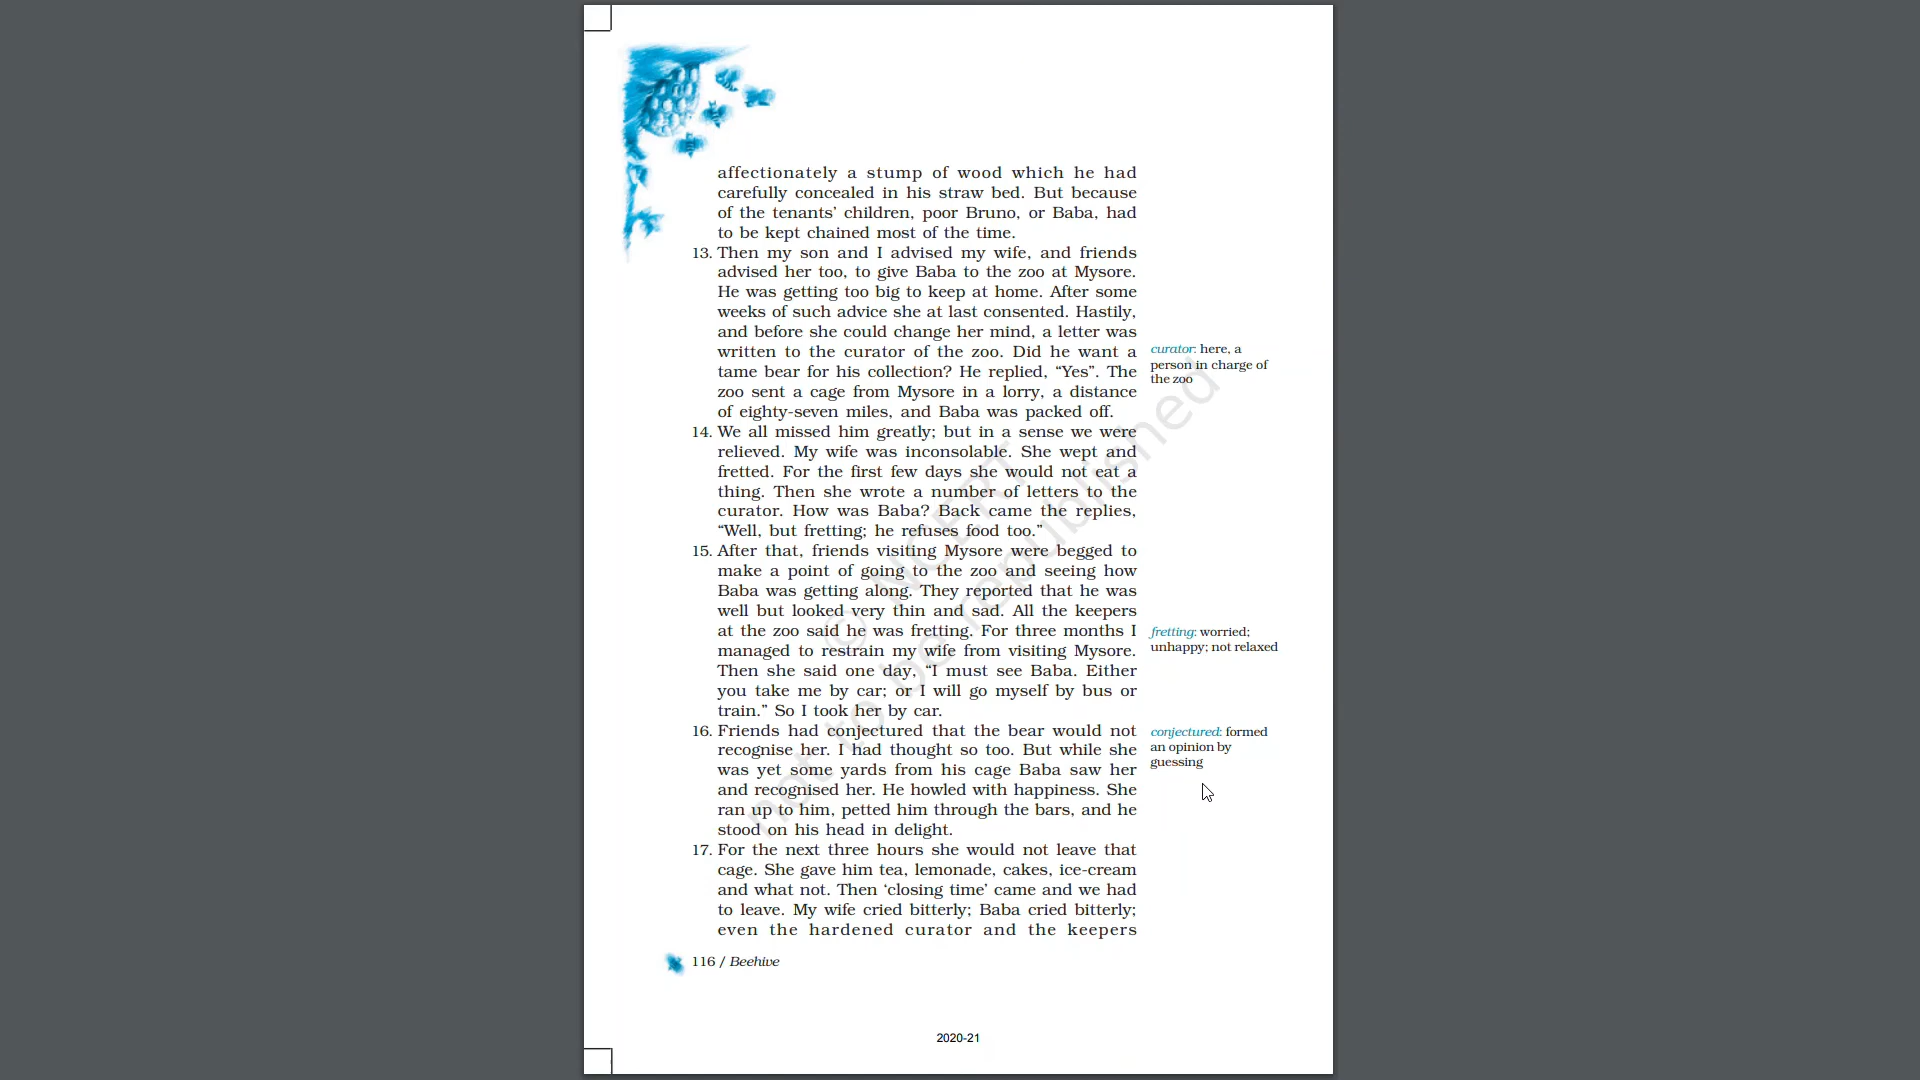 affectionately a stump of wood which he had
carefully concealed in his straw bed. But because
of the tenants’ children, poor Bruno, or Baba, had
to be kept chained most of the time.
13. Then my son and I advised my wife, and friends
advised her too, to give Baba to the zoo at Mysore.
He was getting too big to keep at home. After some
weeks of such advice she at last consented. Hastily,
and before she could change her mind, a letter was
written to the curator of the zoo. Did he want a
tame bear for his collection? He replied, “Yes”. The
zoo sent a cage from Mysore in a lorry, a distance
of eighty-seven miles, and Baba was packed off.
curator: here, a
person in charge of
the zoo
14. We all missed him greatly; but in a sense we were
relieved. My wife was inconsolable. She wept and
fretted. For the first few days she would not eat a
thing. Then she wrote a number of letters to the
curator. How was Baba? Back came the replies,
“Well, but fretting; he refuses food too.”
15. After that, friends visiting Mysore were begged to
make a point of going to the zoo and seeing how
Baba was getting along. They reported that he was
well but looked very thin and sad. All the keepers
at the zoo said he was fretting. For three months I
managed to restrain my wife from visiting Mysore.
Then she said one day, “I must see Baba. Either
you take me by car; or I will go myself by bus or
train.” So I took her by car.
fretting: worried;
unhappy; not relaxed
16. Friends had conjectured that the bear would not
recognise her. I had thought so too. But while she
was yet some yards from his cage Baba saw her
and recognised her. He howled with happiness. She
ran up to him, petted him through the bars, and he
stood on his head in delight.
conjectured: formed
an opinion by
guessing
17. For the next three hours she would not leave that
cage. She gave him tea, lemonade, cakes, ice-cream
and what not. Then ‘closing time’ came and we had
to leave. My wife cried bitterly; Baba cried bitterly;
even the hardened curator and the keepers
116 / Beehive
2020-21
© NCERT
not to be republished